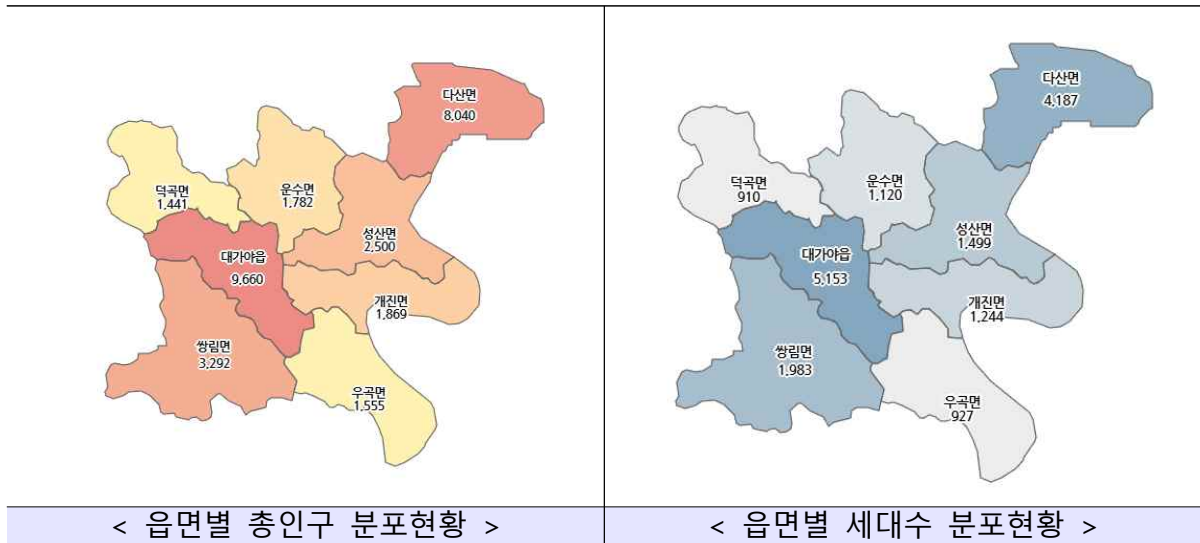 다산면
8,040
덕곡면
1,441
운수면
1,782
성산면
2,500
대가야읍
9,660
개진면
1,869
쌍림면
3,292
우곡면
1,555
< 읍면별 총인구 분포현황 >
다산면
4,187
덕곡면
910
운수면
1,120
성산면
1,499
대가야읍
5,153
개진면
1,244
쌍림면
1,983
우곡면
927
< 읍면별 세대수 분포현황 >